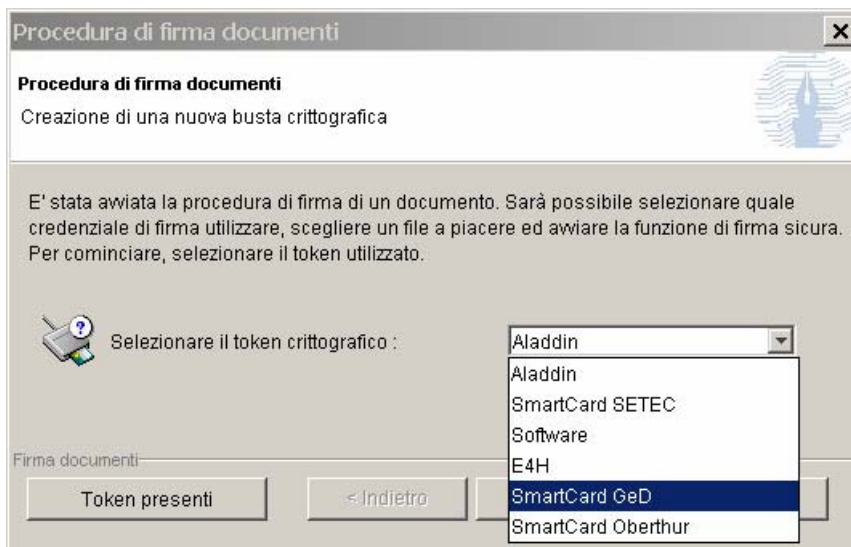 Procedura di firma documenti
Procedura di firma documenti
Creazione di una nuova busta crittografica
E' stata avviata la procedura di firma di un documento. Sarà possibile selezionare quale
credenziale di firma utilizzare, scegliere un file a piacere ed avviare la funzione di firma sicura.
Per cominciare, selezionare il token utilizzato.
Selezionare il token crittografico :
Aladdin
Aladdin
SmartCard SETEC
Software
E4H
SmartCard GeD
SmartCard Oberthur
Firma documenti
Token presenti
< Indietro